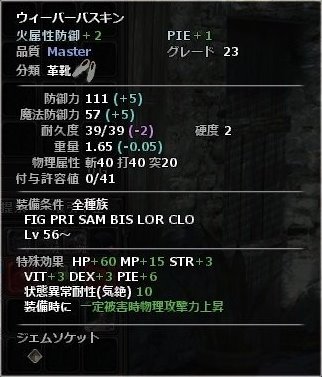 ウィーバーバスキン
火属性防御+2 PIE+1
品質 Master グレード 23
分類 革靴
防御力 111 (+5)
魔法防御力 57 (+5)
耐久度 39/39 (-2) 硬度 2
重量 1.65 (-0.05)
物理属性 斬40 打40 突20
付与許容値 0/41
装備条件 全種族
FIG PRI SAM BIS LOR CLO
Lv 56～
特殊効果 HP+60 MP+15 STR+3
VIT+3 DEX+3 PIE+6
状態異常耐性(気絶) 10
装備時に 一定被害時物理攻撃力上昇
ジェムソケット